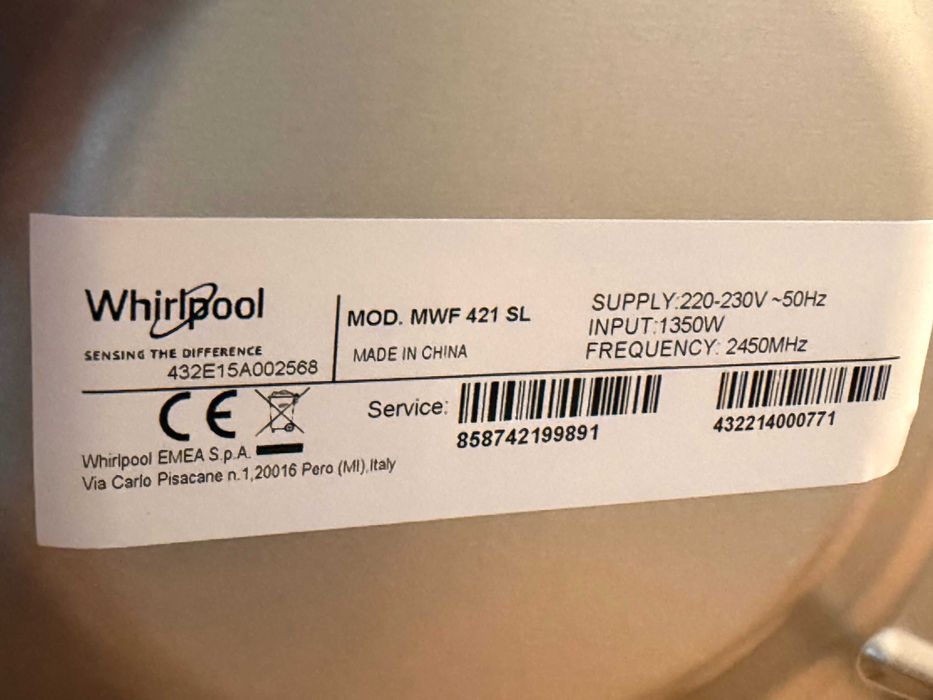 Whirlpool
SENSING THE DIFFERENCE
432E15A002568
MOD. MWF 421 SL
MADE IN CHINA
SUPPLY:220-230V ~50Hz
INPUT:1350W
FREQUENCY: 2450MHz
CE
Service:
858742199891
432214000771
Whirlpool EMEA S.p.A.
Via Carlo Pisacane n.1,20016 Pero (MI),Italy